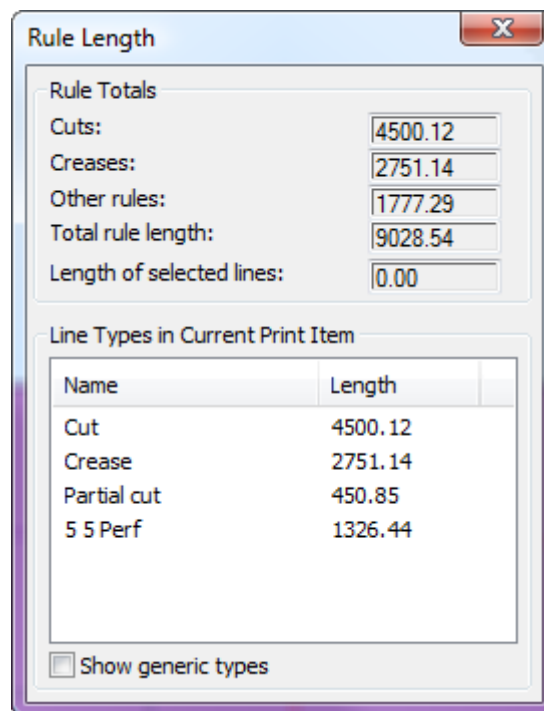 Rule Length
Rule Totals
Cuts: 4500.12
Creases: 2751.14
Other rules: 1777.29
Total rule length: 9028.54
Length of selected lines: 0.00
Line Types in Current Print Item
Name Length
Cut 4500.12
Crease 2751.14
Partial cut 450.85
5 5 Perf 1326.44
Show generic types